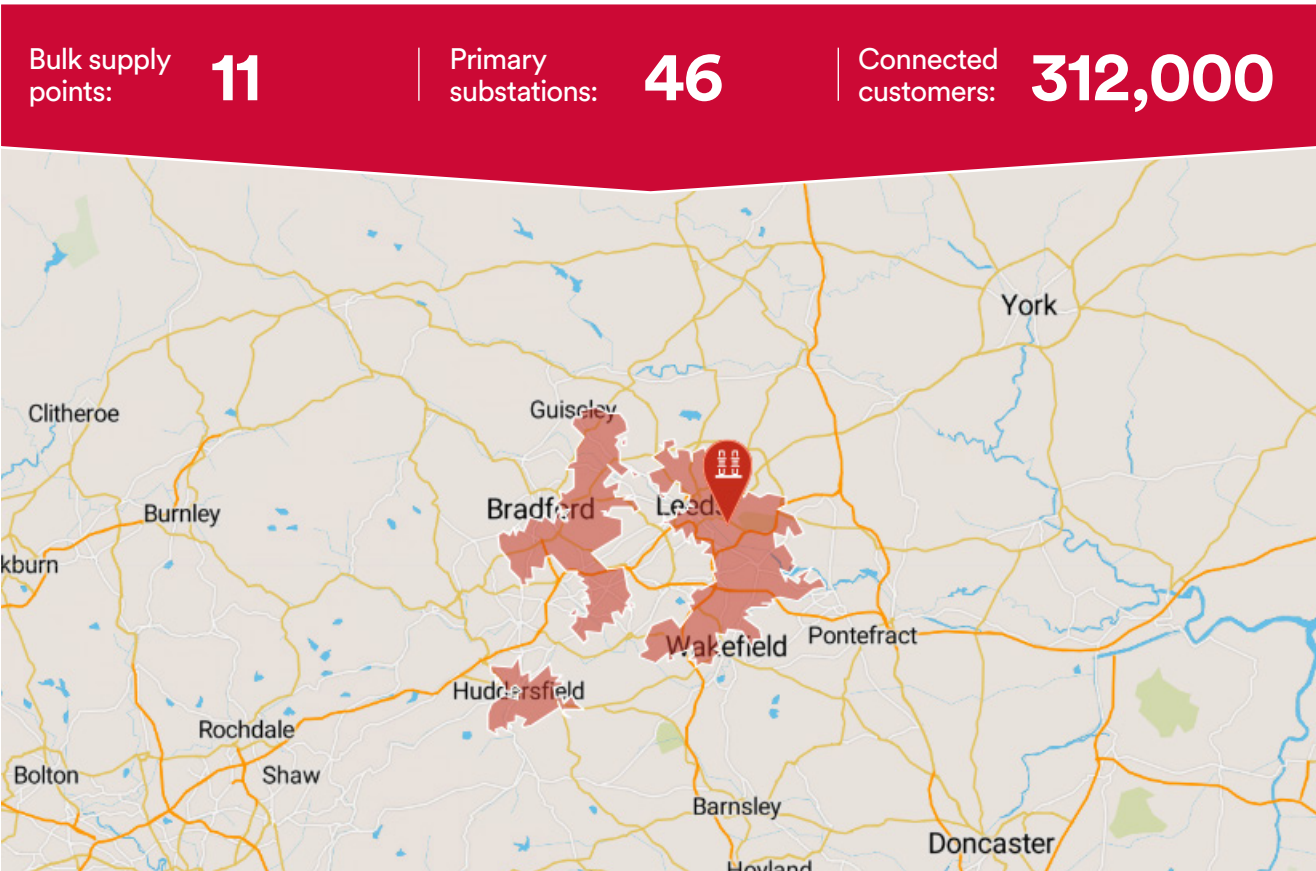 Bulk supply
points:
11
Primary
substations:
46
Connected
customers:
312,000
York
Clitheroe
Guiseley
Bradford
Leeds
Burnley
kburn
Wakefield
Pontefract
Huddersfield
Rochdale
Bolton
Shaw
Barnsley
Doncaster
Hoyland